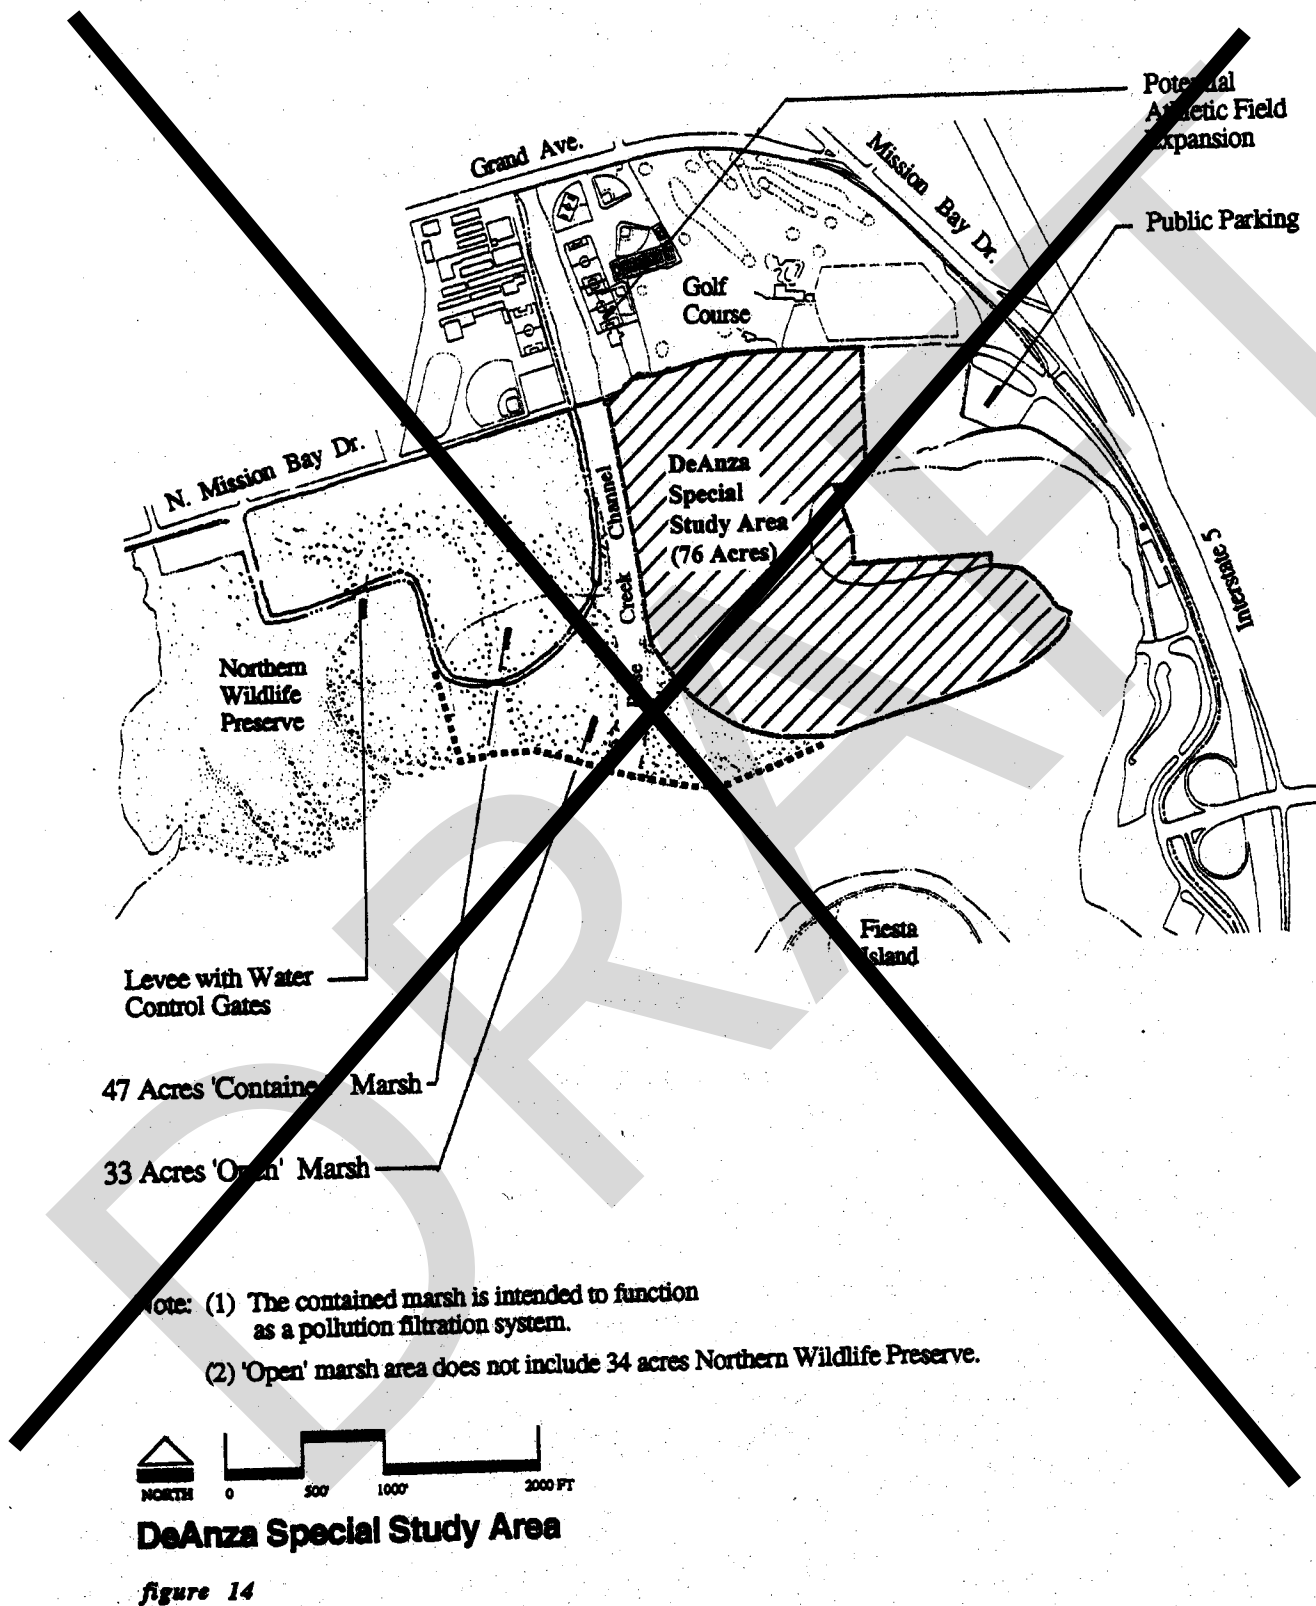 Potential
Athletic Field
Expansion
Grand Ave.
Mission Bay Dr.
Public Parking
Golf
Course
N. Mission Bay Dr.
DeAnza
Special
Study Area
(76 Acres)
Channel
Creek
Interstate 5
Northern
Wildlife
Preserve
Fiesta
Island
Levee with Water
Control Gates
47 Acres 'Contained' Marsh
33 Acres 'Open' Marsh
Note: (1) The contained marsh is intended to function
as a pollution filtration system.
(2) 'Open' marsh area does not include 34 acres Northern Wildlife Preserve.
NORTH 0 500' 1000' 2000 FT
DeAnza Special Study Area
figure 14
DRAFT